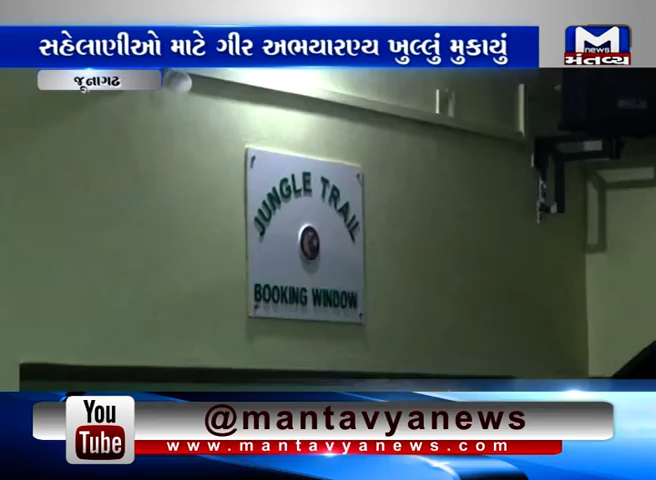 સહેલાણીઓ માટે ગીર અભયારણ્ય ખુલ્લું મુકાયું
M
news
મંતવ્ય
જૂનાગઢ
JUNGLE TRAIL
BOOKING WINDOW
You
Tube
@mantavyanews
www.mantavyanews.com